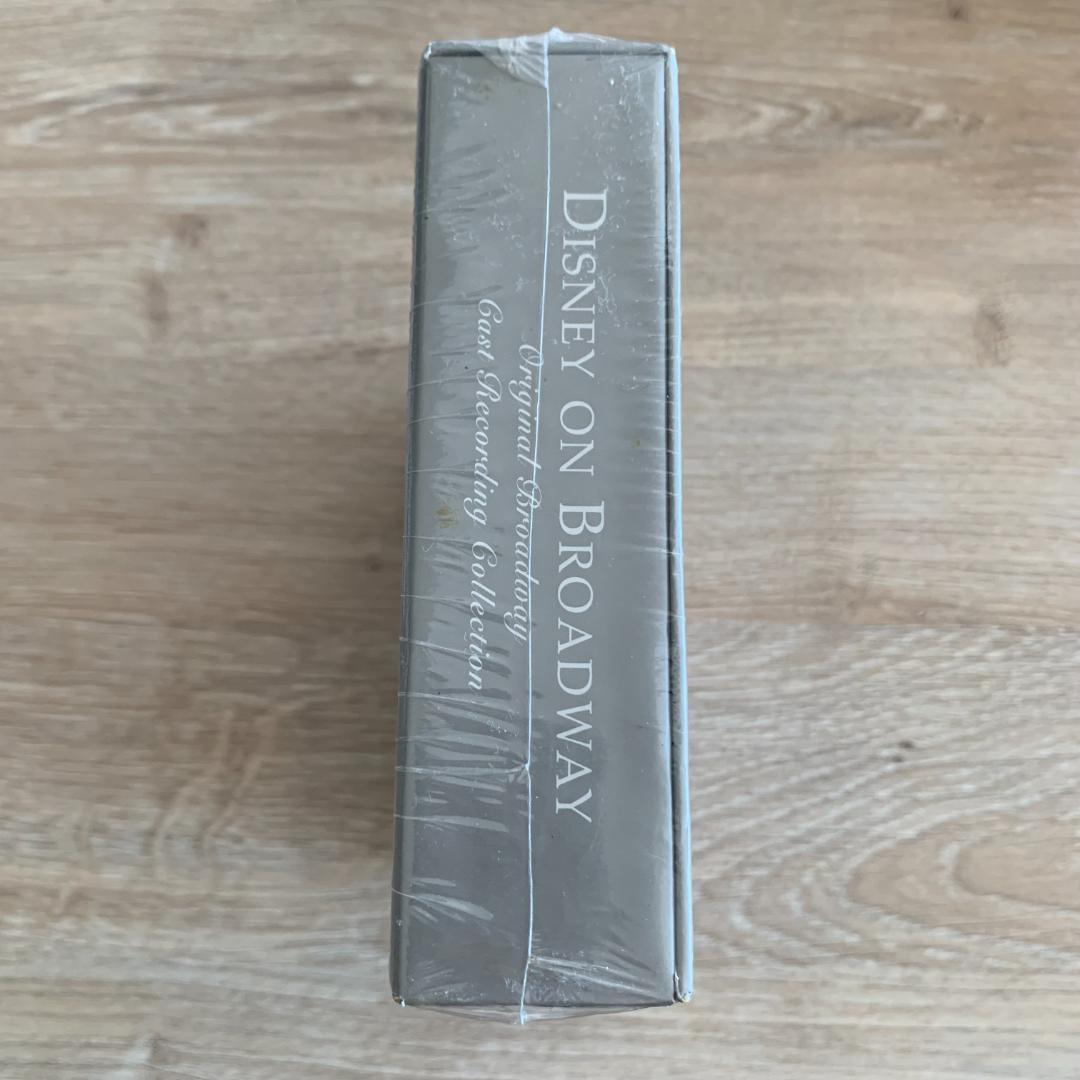 DISNEY ON BROADWAY
Original Broadway
Cast Recording Collection